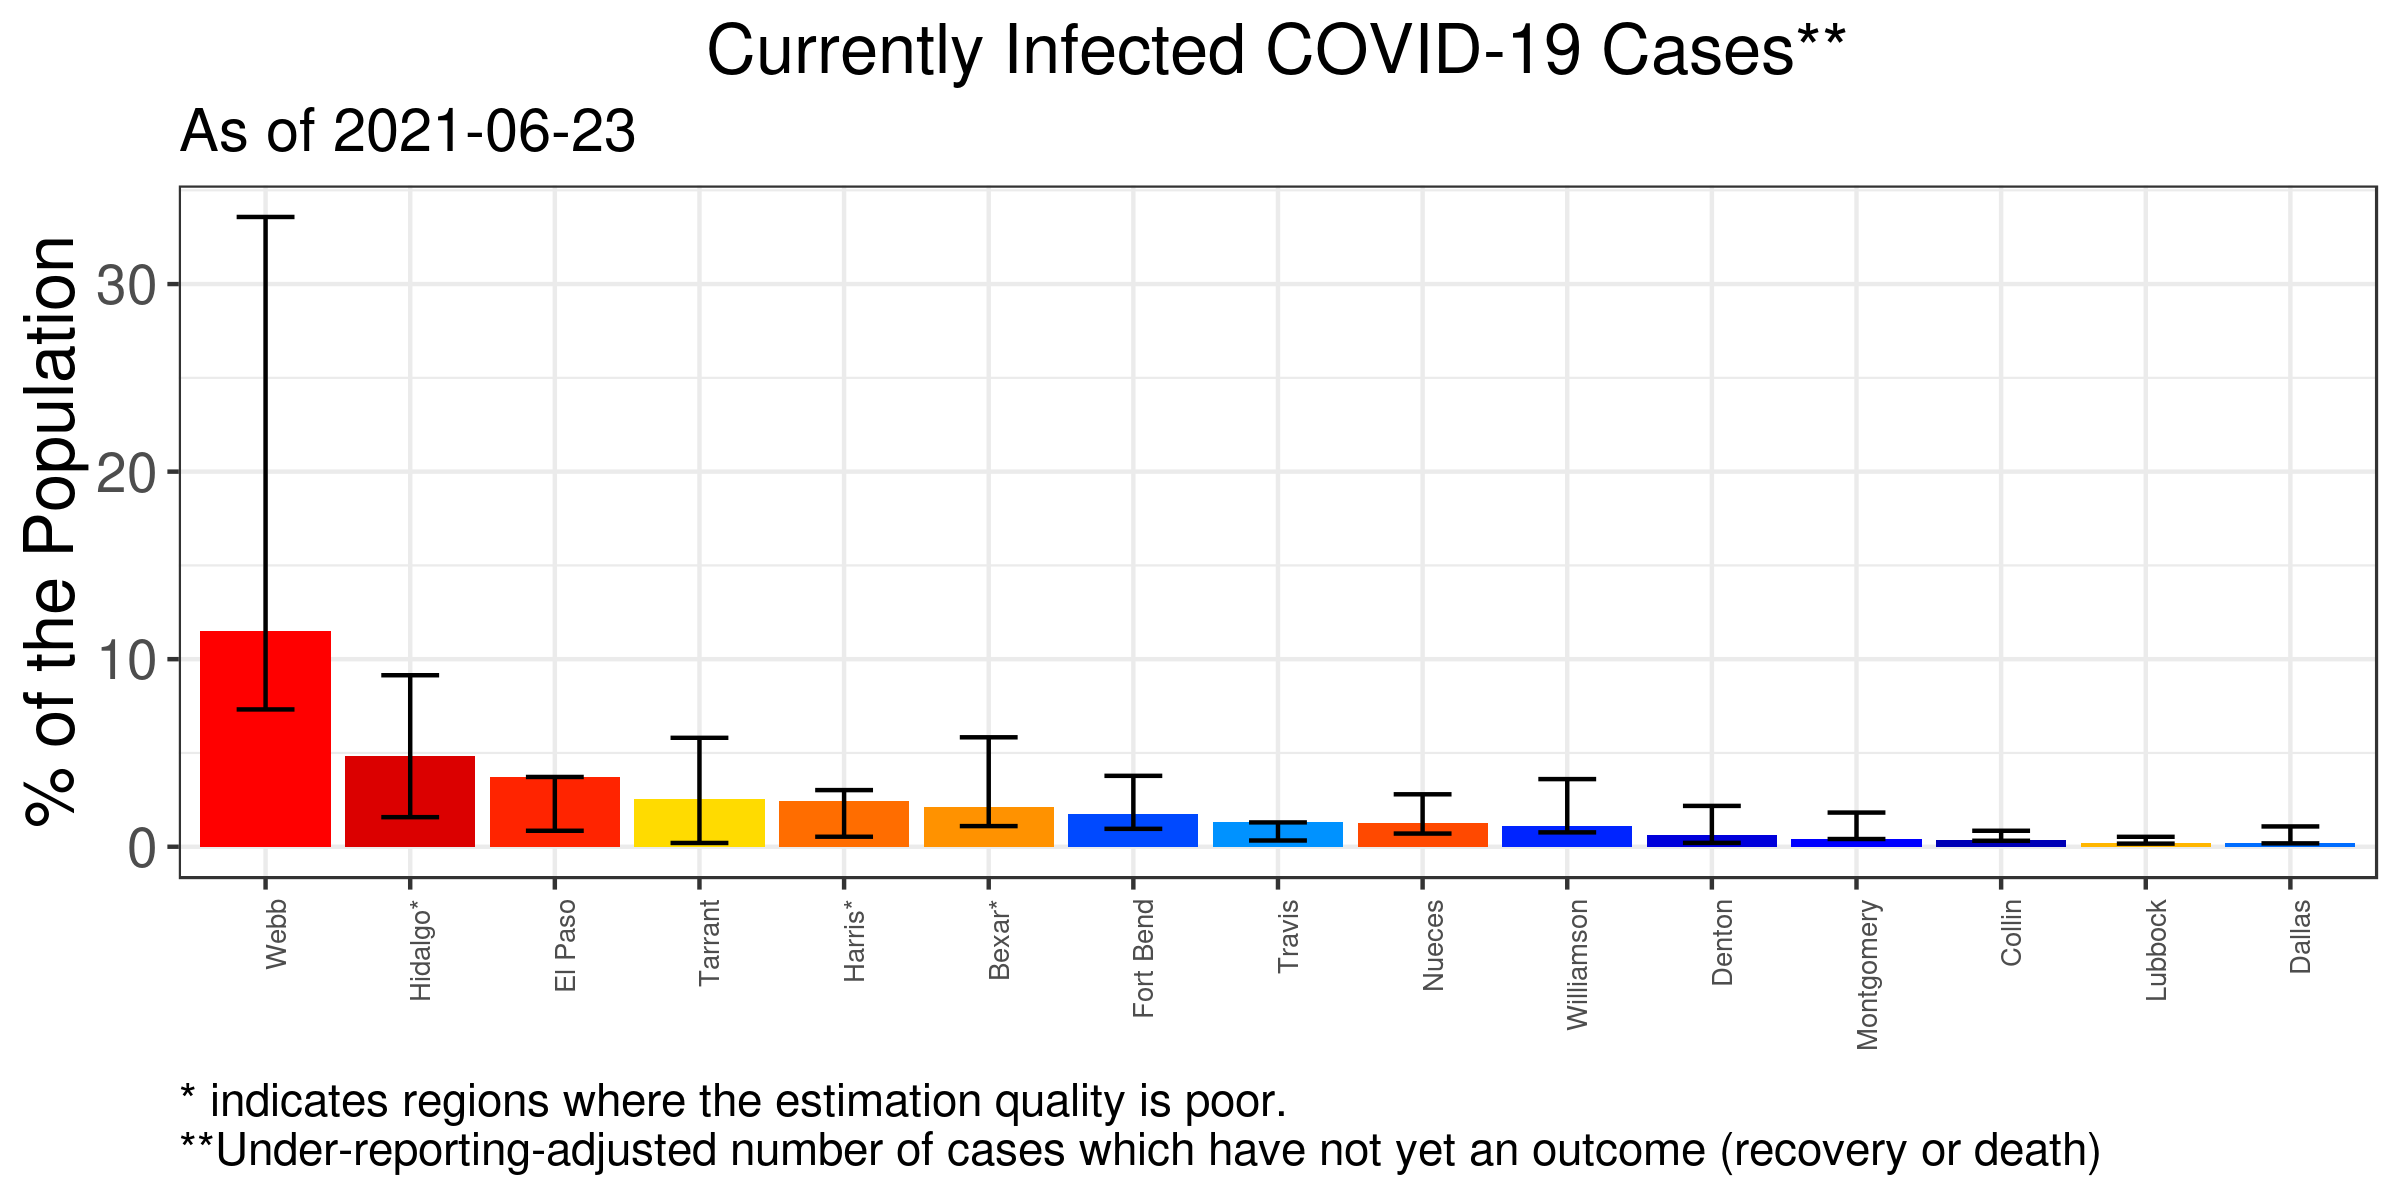 Currently Infected COVID-19 Cases**
As of 2021-06-23
% of the Population
30
20
10
0
Webb
Hidalgo*
El Paso
Tarrant
Harris*
Bexar*
Fort Bend
Travis
Nueces
Williamson
Denton
Montgomery
Collin
Lubbock
Dallas
* indicates regions where the estimation quality is poor.
**Under-reporting-adjusted number of cases which have not yet an outcome (recovery or death)